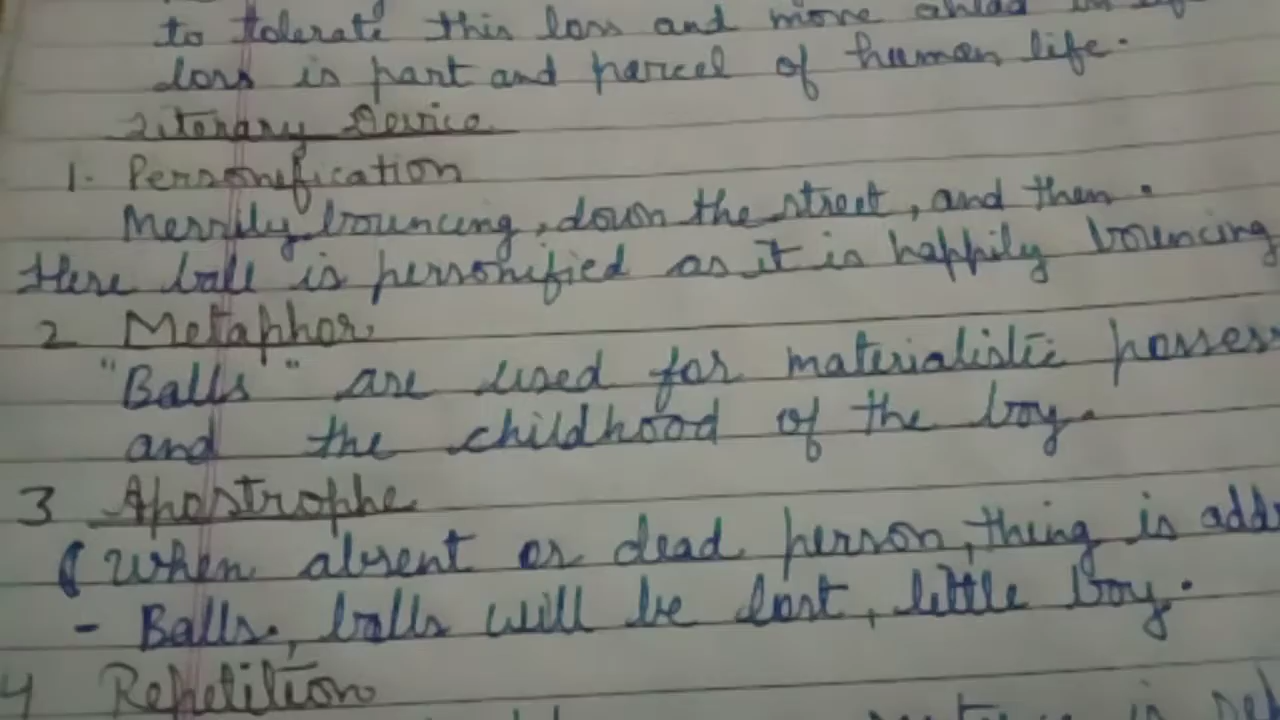 to tolerate this loss and move ahead in
loss is part and parcel of human life.
Literary Device
1. Personification
Merrily bouncing, down the street, and then.
Here ball is personified as it is happily bouncing
2 Metaphor
"Balls" are used for materialistic possess
and the childhood of the boy.
3 Apostrophe
( When absent or dead person, thing is add
- Balls, balls will be lost, little boy.
4 Repetition
is